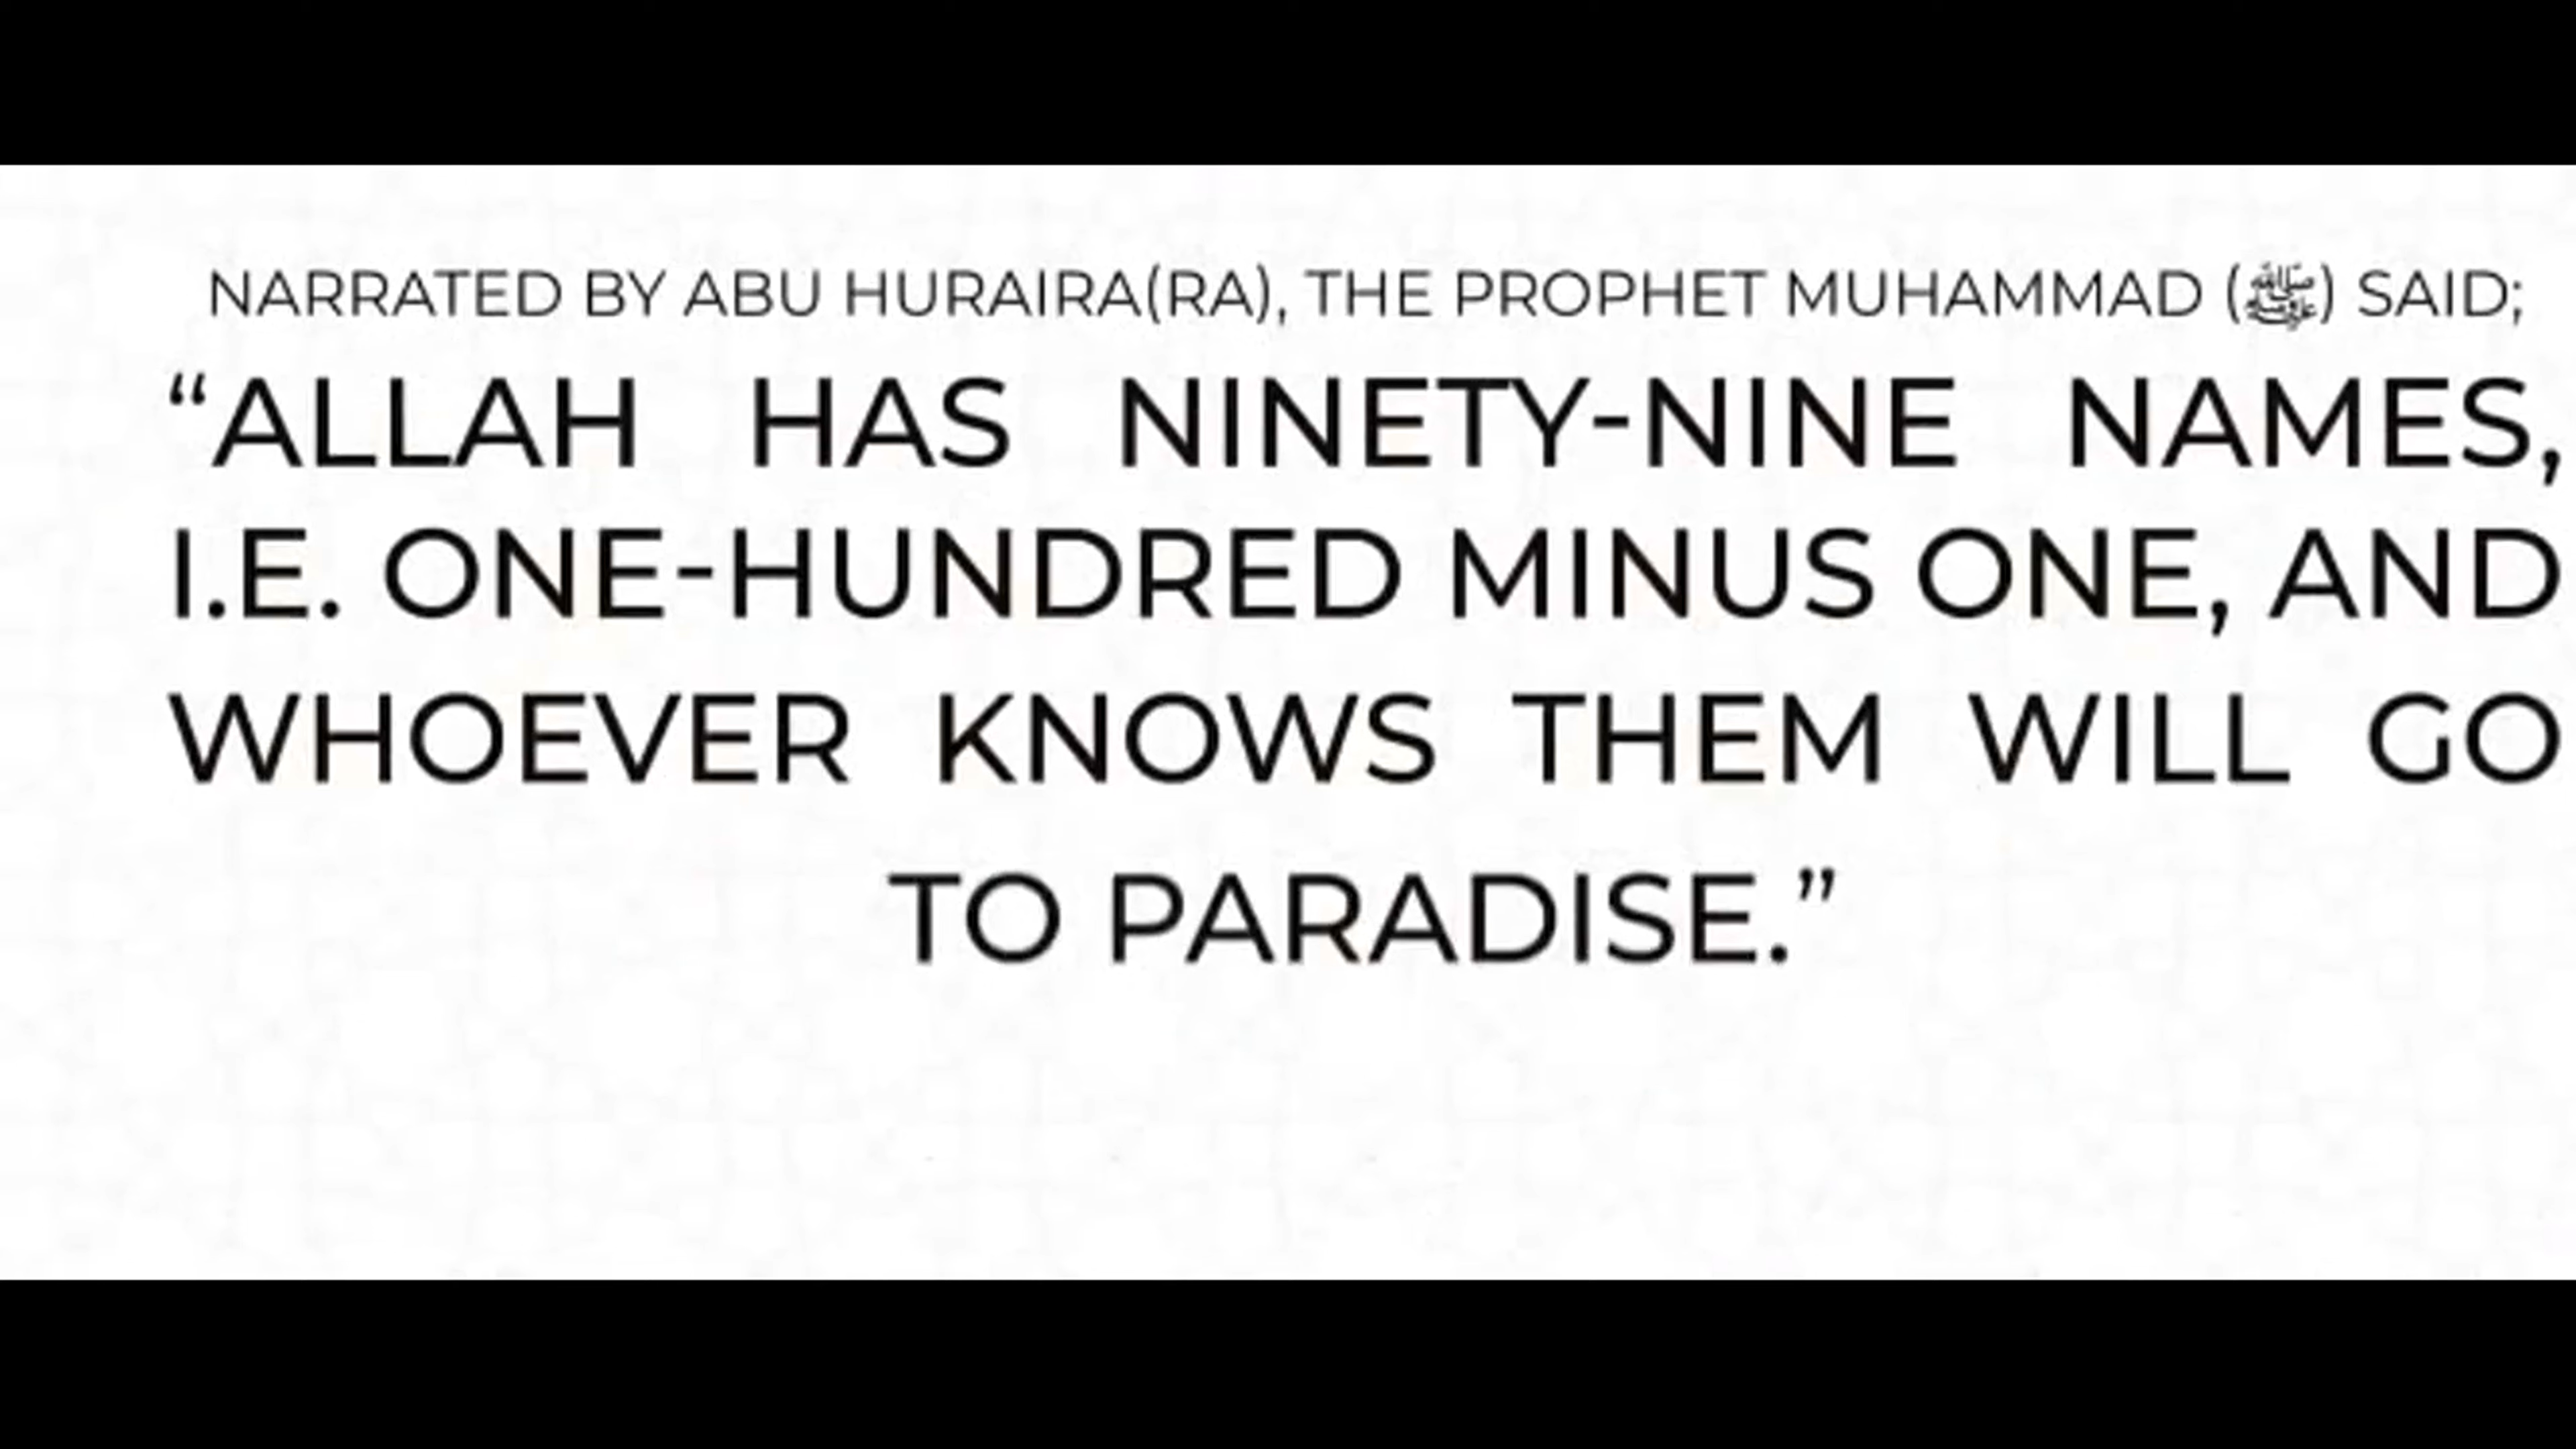 NARRATED BY ABU HURAIRA(RA), THE PROPHET MUHAMMAD (ﷺ) SAID;
“ALLAH HAS NINETY-NINE NAMES,
I.E. ONE-HUNDRED MINUS ONE, AND
WHOEVER KNOWS THEM WILL GO
TO PARADISE.”